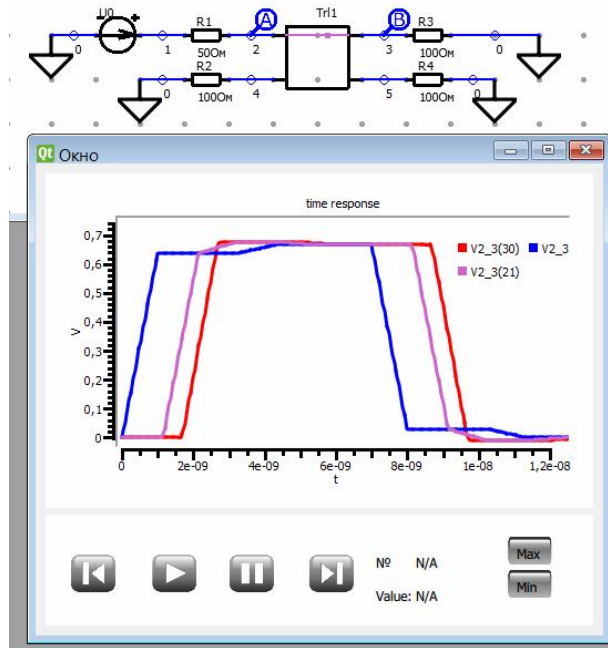 U0
- +
R1
A
Trl1
B
R3
0 1 50Ом 2 3 100Ом 0
R2
R4
0 100Ом 4 5 100Ом 0
Qt Окно
time response
V
0,7
0,6
0,5
0,4
0,3
0,2
0,1
0
V2_3(30) V2_3
V2_3(21)
0 2e-09 4e-09 6e-09 8e-09 1e-08 1,2e-08
t
Nº N/A
Value: N/A
Max
Min